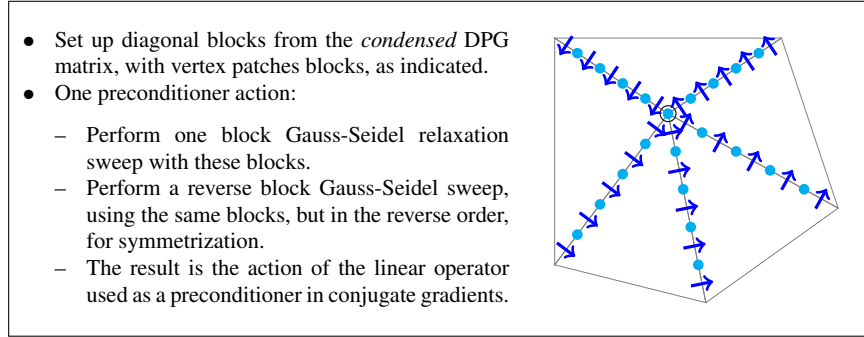 • Set up diagonal blocks from the condensed DPG
matrix, with vertex patches blocks, as indicated.
• One preconditioner action:
– Perform one block Gauss-Seidel relaxation
sweep with these blocks.
– Perform a reverse block Gauss-Seidel sweep,
using the same blocks, but in the reverse order,
for symmetrization.
– The result is the action of the linear operator
used as a preconditioner in conjugate gradients.